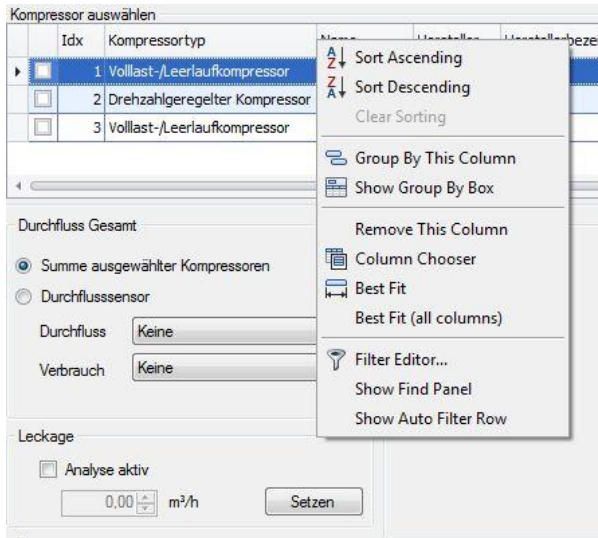 Kompressor auswählen
Idx Kompressortyp
1 Volllast-/Leerlaufkompressor
2 Drehzahlgeregelter Kompressor
3 Volllast-/Leerlaufkompressor
Sort Ascending
Sort Descending
Clear Sorting
Group By This Column
Show Group By Box
Remove This Column
Column Chooser
Best Fit
Best Fit (all columns)
Filter Editor...
Show Find Panel
Show Auto Filter Row
Durchfluss Gesamt
Summe ausgewählter Kompressoren
Durchflusssensor
Durchfluss Keine
Verbrauch Keine
Leckage
Analyse aktiv
0,00 m³/h Setzen